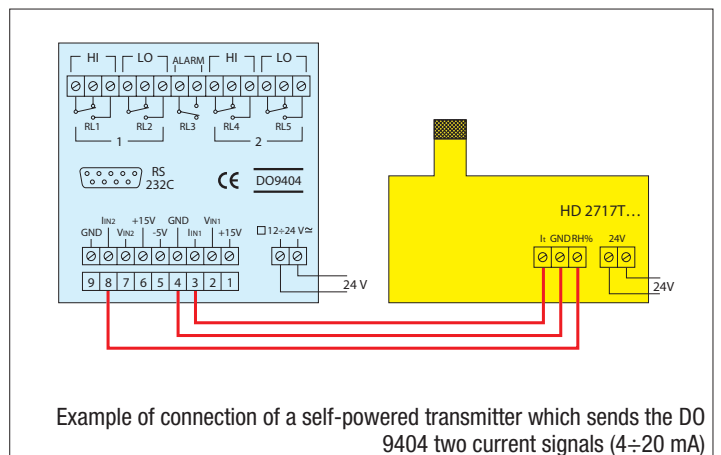 HI LO ALARM HI LO
RL1 RL2 RL3 RL4 RL5
1 2
RS
232C
CE DO9404
HD 2717T...
IIN2 +15V GND VIN1
GND VIN2 -5V IIN1 +15V
12÷24 V≃
It GND RH% 24V
9 8 7 6 5 4 3 2 1
24 V
24V
Example of connection of a self-powered transmitter which sends the DO
9404 two current signals (4÷20 mA)